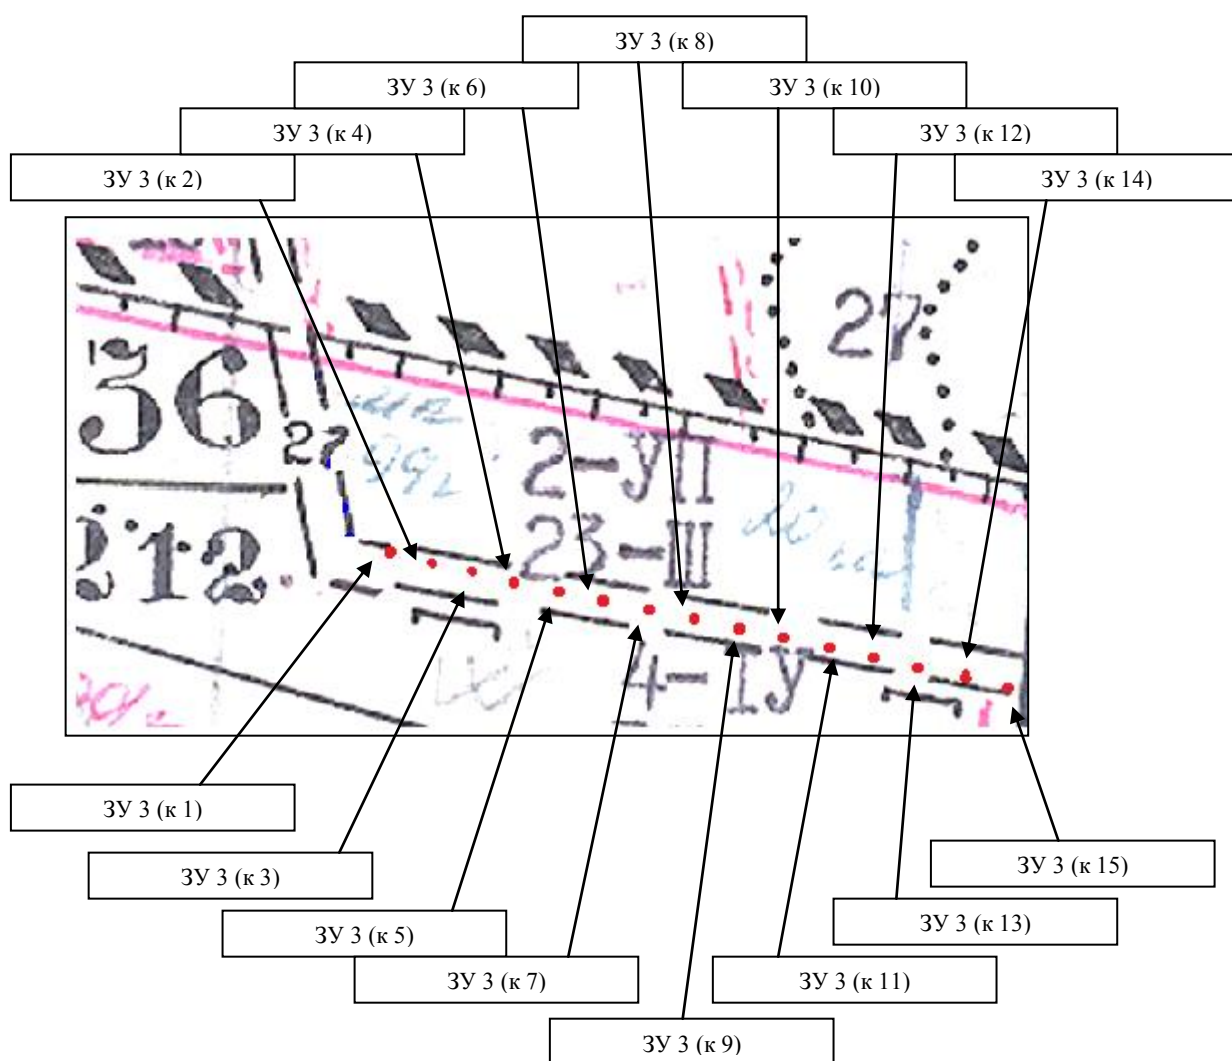 ЗУ 3 (к 8)
ЗУ 3 (к 6)
ЗУ 3 (к 10)
ЗУ 3 (к 4)
ЗУ 3 (к 12)
ЗУ 3 (к 2)
ЗУ 3 (к 14)
27
36
27
2-УП
23-III
212
4-IУ
ЗУ 3 (к 1)
ЗУ 3 (к 3)
ЗУ 3 (к 15)
ЗУ 3 (к 13)
ЗУ 3 (к 5)
ЗУ 3 (к 7)
ЗУ 3 (к 11)
ЗУ 3 (к 9)